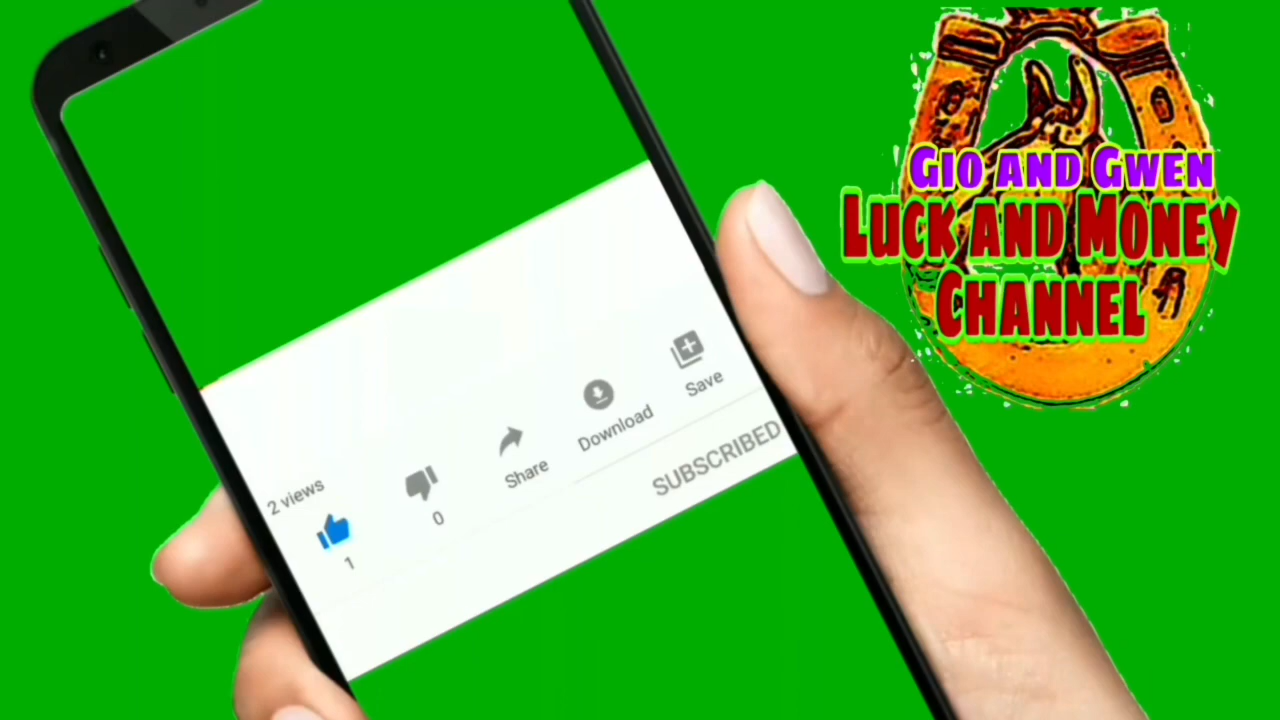 Gio and Gwen
Luck and Money
Channel
2 views
1
0
Share
Download
Save
SUBSCRIBED